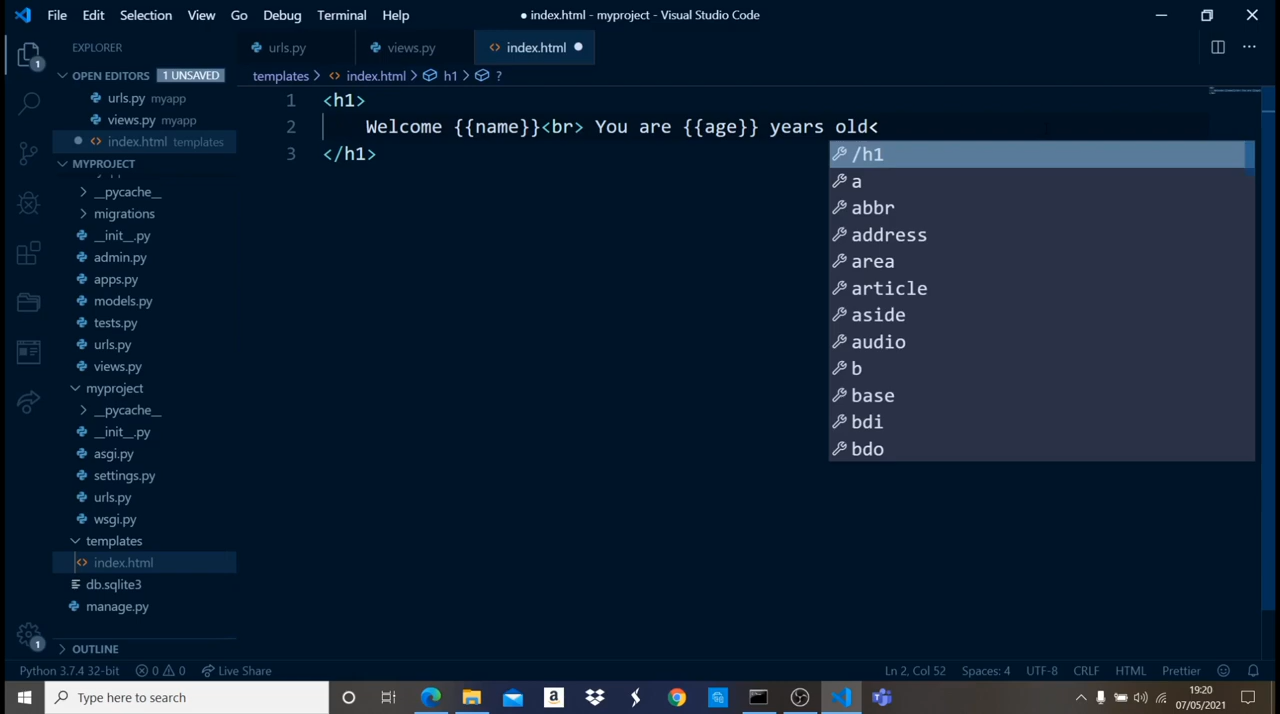 File Edit Selection View Go Debug Terminal Help
● index.html - myproject - Visual Studio Code
EXPLORER
OPEN EDITORS 1 UNSAVED
urls.py myapp
views.py myapp
index.html templates
MYPROJECT
__pycache__
migrations
__init__.py
admin.py
apps.py
models.py
tests.py
urls.py
views.py
myproject
__pycache__
__init__.py
asgi.py
settings.py
urls.py
wsgi.py
templates
index.html
db.sqlite3
manage.py
OUTLINE
1
1
urls.py views.py index.html
templates > index.html > h1 > ?
1 <h1>
2 Welcome {{name}}<br> You are {{age}} years old<
3 </h1>
/h1
a
abbr
address
area
article
aside
audio
b
base
bdi
bdo
Python 3.7.4 32-bit 0 0 Live Share Ln 2, Col 52 Spaces: 4 UTF-8 CRLF HTML Prettier
Type here to search
19:20
07/05/2021